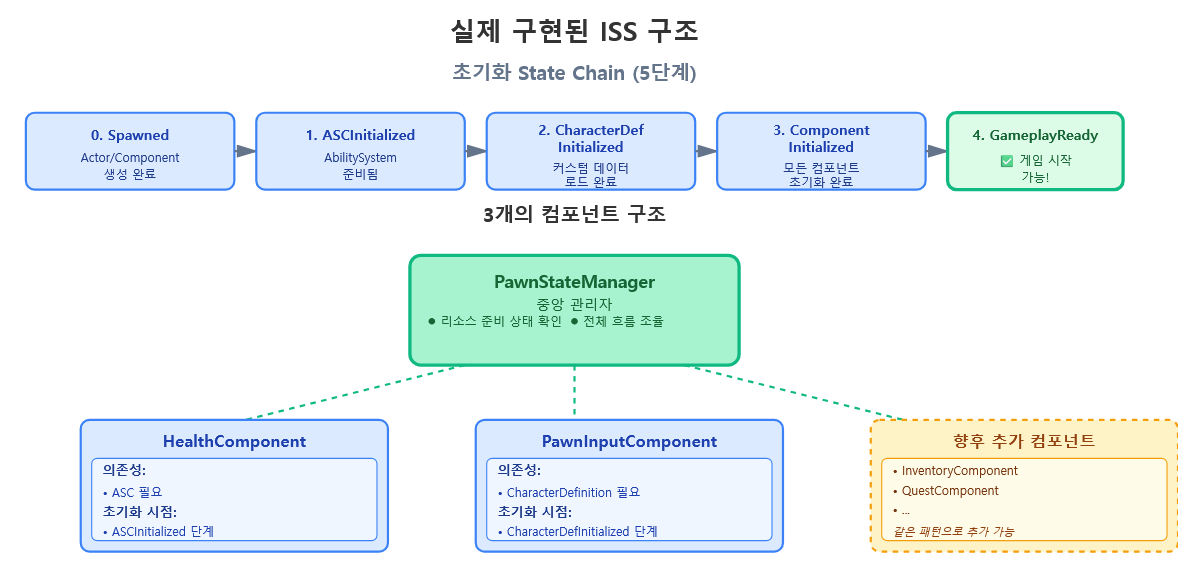 실제 구현된 ISS 구조
초기화 State Chain (5단계)
0. Spawned
Actor/Component
생성 완료
1. ASCInitialized
AbilitySystem
준비됨
2. CharacterDef
Initialized
커스텀 데이터
로드 완료
3. Component
Initialized
모든 컴포넌트
초기화 완료
4. GameplayReady
✅ 게임 시작
가능!
3개의 컴포넌트 구조
PawnStateManager
중앙 관리자
● 리소스 준비 상태 확인 ● 전체 흐름 조율
HealthComponent
의존성:
• ASC 필요
초기화 시점:
• ASCInitialized 단계
PawnInputComponent
의존성:
• CharacterDefinition 필요
초기화 시점:
• CharacterDefInitialized 단계
향후 추가 컴포넌트
• InventoryComponent
• QuestComponent
• ...
같은 패턴으로 추가 가능